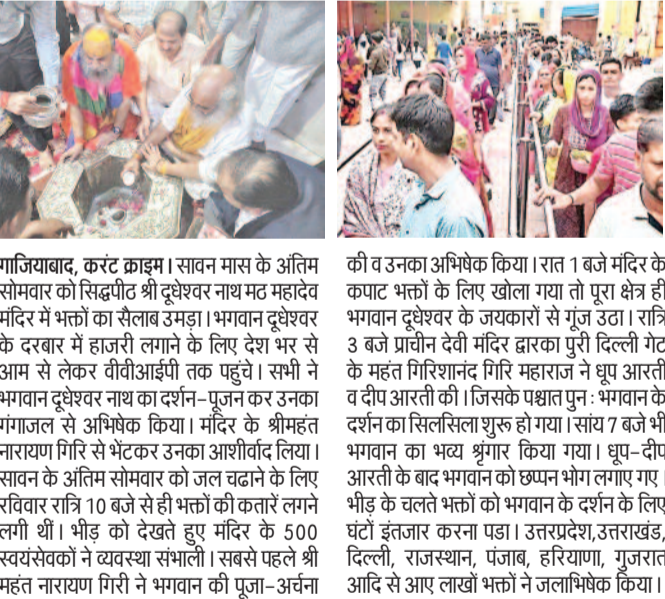 गाजियाबाद, करंट क्राइम। सावन मास के अंतिम
सोमवार को सिद्धपीठ श्री दूधेश्वर नाथ मठ महादेव
मंदिर में भक्तों का सैलाब उमड़ा। भगवान दूधेश्वर
के दरबार में हाजरी लगाने के लिए देश भर से
आम से लेकर वीवीआईपी तक पहुंचे। सभी ने
भगवान दूधेश्वर नाथ का दर्शन-पूजन कर उनका
गंगाजल से अभिषेक किया। मंदिर के श्रीमहंत
नारायण गिरि से भेंटकर उनका आशीर्वाद लिया।
सावन के अंतिम सोमवार को जल चढाने के लिए
रविवार रात्रि 10 बजे से ही भक्तों की कतारें लगने
लगी थीं। भीड़ को देखते हुए मंदिर के 500
स्वयंसेवकों ने व्यवस्था संभाली। सबसे पहले श्री
महंत नारायण गिरी ने भगवान की पूजा-अर्चना
की व उनका अभिषेक किया। रात 1 बजे मंदिर के
कपाट भक्तों के लिए खोला गया तो पूरा क्षेत्र ही
भगवान दूधेश्वर के जयकारों से गूंज उठा। रात्रि
3 बजे प्राचीन देवी मंदिर द्वारका पुरी दिल्ली गेट
के महंत गिरिशानंद गिरि महाराज ने धूप आरती
व दीप आरती की। जिसके पश्चात पुन: भगवान के
दर्शन का सिलसिला शुरू हो गया। सांय 7 बजे भी
भगवान का भव्य श्रृंगार किया गया। धूप-दीप
आरती के बाद भगवान को छप्पन भोग लगाए गए।
भीड़ के चलते भक्तों को भगवान के दर्शन के लिए
घंटों इंतजार करना पडा। उत्तरप्रदेश,उत्तराखंड,
दिल्ली, राजस्थान, पंजाब, हरियाणा, गुजरात
आदि से आए लाखों भक्तों ने जलाभिषेक किया।